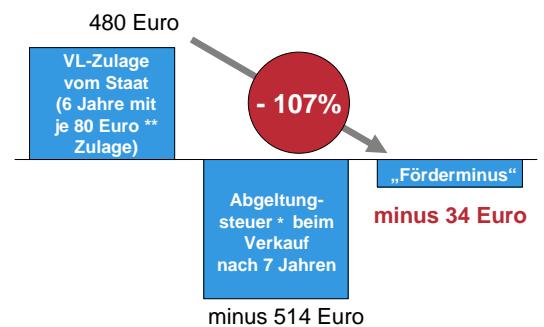 480 Euro
VL-Zulage
vom Staat
(6 Jahre mit
je 80 Euro **
Zulage)
- 107%
„Förderminus“
Abgeltung-
steuer * beim
Verkauf
nach 7 Jahren
minus 34 Euro
minus 514 Euro